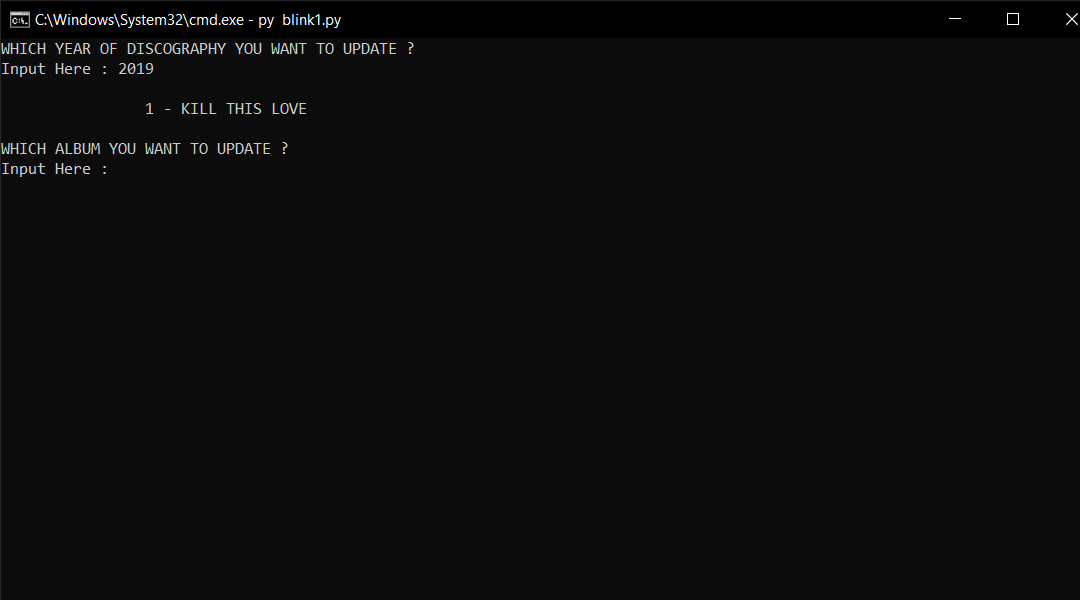 C:\Windows\System32\cmd.exe - py  blink1.py
WHICH YEAR OF DISCOGRAPHY YOU WANT TO UPDATE ?
Input Here : 2019
1 - KILL THIS LOVE
WHICH ALBUM YOU WANT TO UPDATE ?
Input Here :